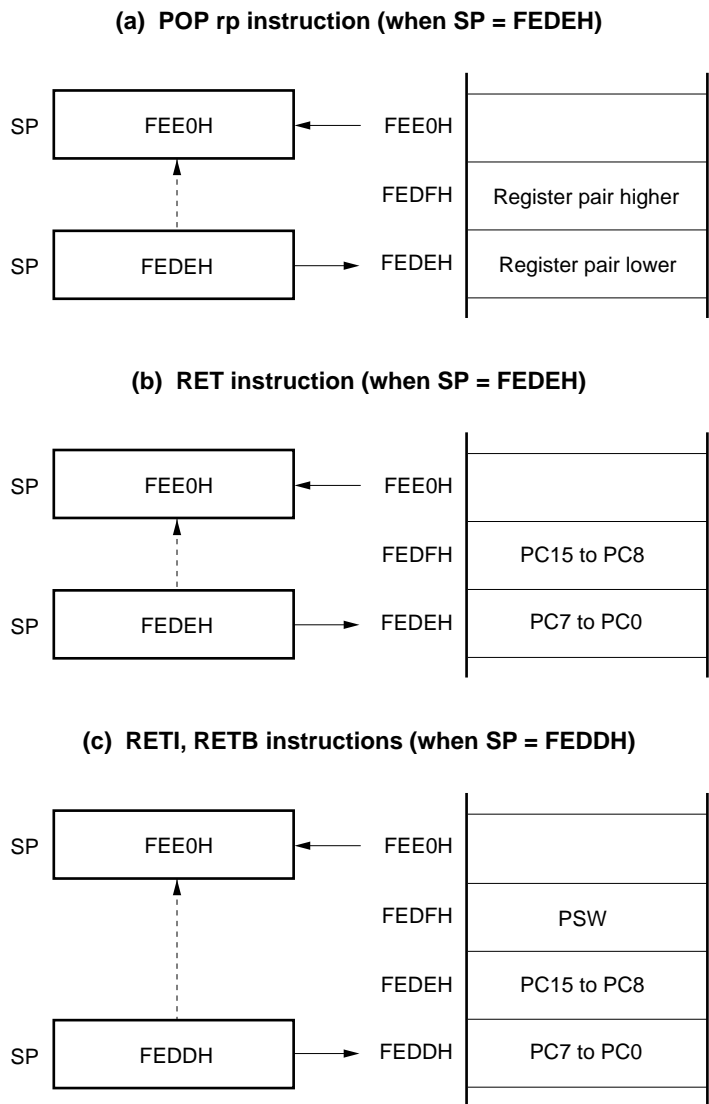 (a) POP rp instruction (when SP = FEDEH)
SP FEE0H FEE0H
FEDFH Register pair higher
SP FEDEH FEDEH Register pair lower
(b) RET instruction (when SP = FEDEH)
SP FEE0H FEE0H
FEDFH PC15 to PC8
SP FEDEH FEDEH PC7 to PC0
(c) RETI, RETB instructions (when SP = FEDDH)
SP FEE0H FEE0H
FEDFH PSW
FEDEH PC15 to PC8
SP FEDDH FEDDH PC7 to PC0